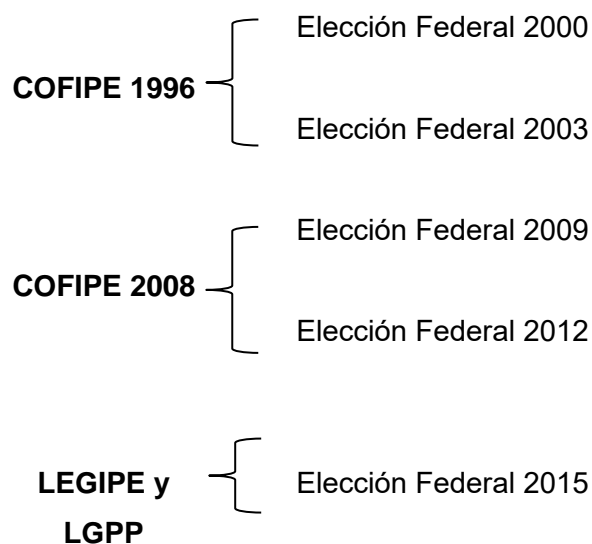 Elección Federal 2000
COFIPE 1996
Elección Federal 2003
Elección Federal 2009
COFIPE 2008
Elección Federal 2012
LEGIPE y
LGPP
Elección Federal 2015